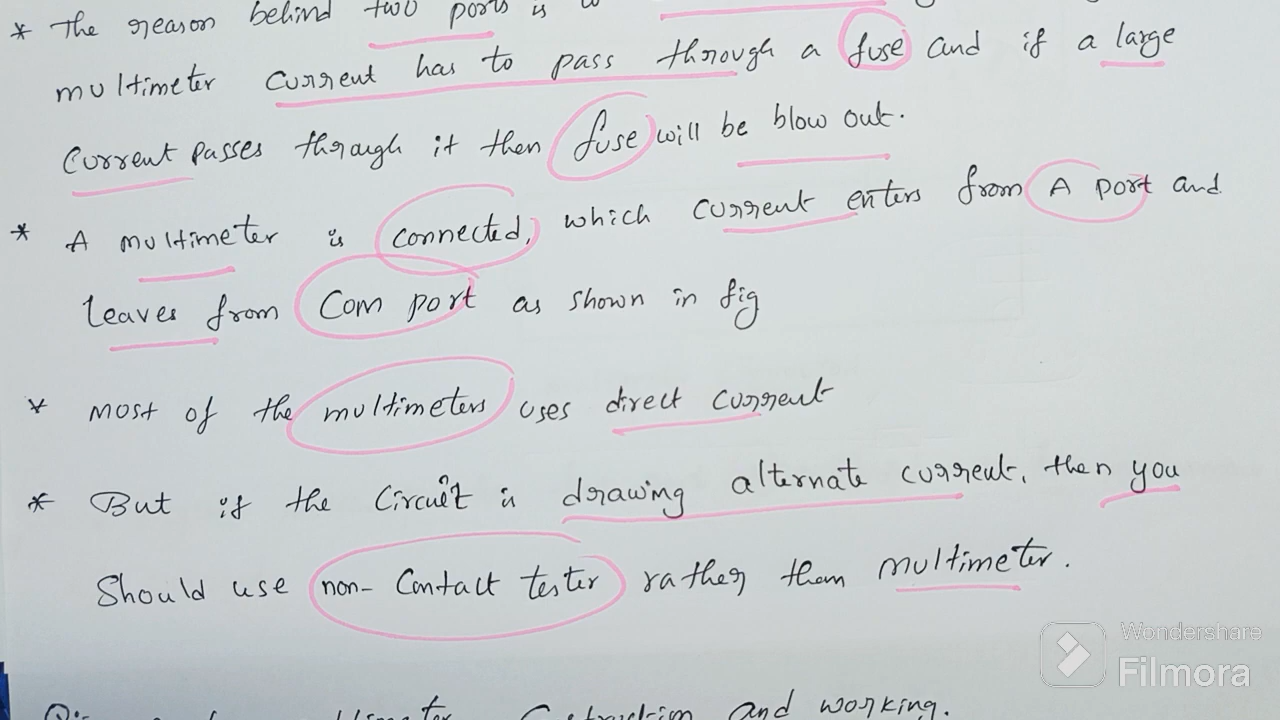 * The reason behind two ports is to
multimeter current has to pass through a fuse and if a large
Current passes through it then fuse will be blow out.
* A multimeter is connected, which current enters from A port and
leaves from Com port as shown in fig
* most of the multimeters uses direct current
* But if the Circuit is drawing alternate current, then you
Should use non-Contact tester rather them multimeter.
and working.
Wondershare
Filmora